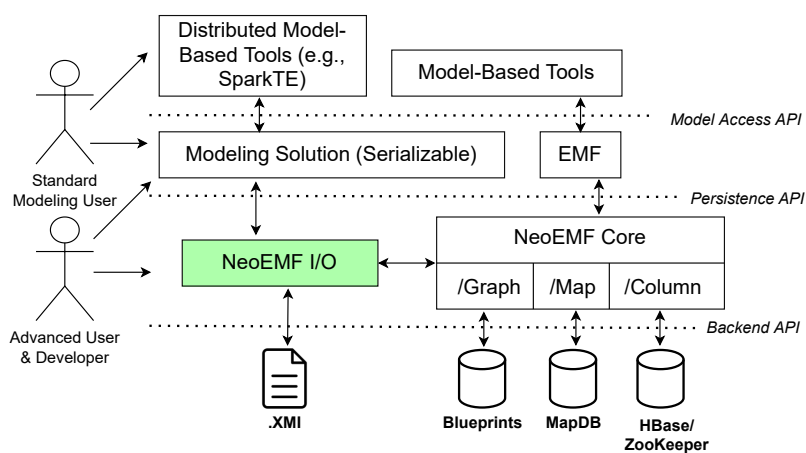 Distributed Model-
Based Tools (e.g.,
SparkTE)
Model-Based Tools
Model Access API
Modeling Solution (Serializable)
EMF
Standard
Modeling User
Persistence API
NeoEMF Core
NeoEMF I/O
/Graph
/Map
/Column
Advanced User
& Developer
Backend API
.XMI
Blueprints
MapDB
HBase/
ZooKeeper